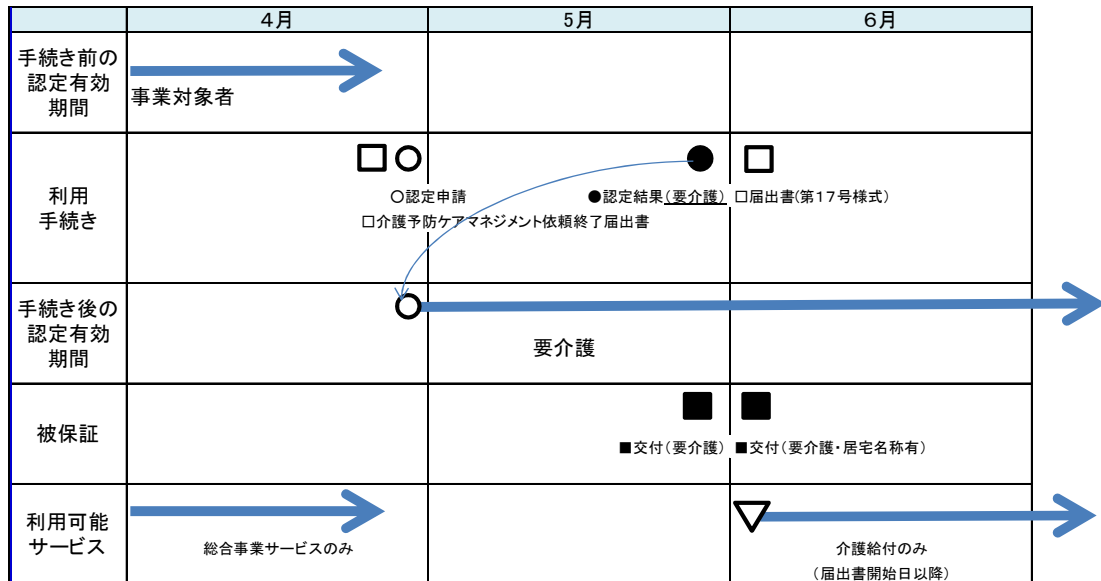 4月 5月 6月
手続き前の
認定有効
期間
事業対象者
利用
手続き
○認定申請 ●認定結果(要介護) □届出書(第17号様式)
□介護予防ケアマネジメント依頼終了届出書
手続き後の
認定有効
期間
要介護
被保証
■交付(要介護) ■交付(要介護・居宅名称有)
利用可能
サービス
総合事業サービスのみ
介護給付のみ
(届出書開始日以降)